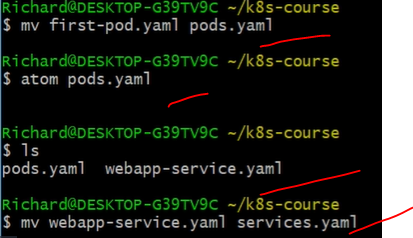 Richard@DESKTOP-G39TV9C ~/k8s-course
$ mv first-pod.yaml pods.yaml
Richard@DESKTOP-G39TV9C ~/k8s-course
$ atom pods.yaml
Richard@DESKTOP-G39TV9C ~/k8s-course
$ ls
pods.yaml  webapp-service.yaml
Richard@DESKTOP-G39TV9C ~/k8s-course
$ mv webapp-service.yaml services.yaml